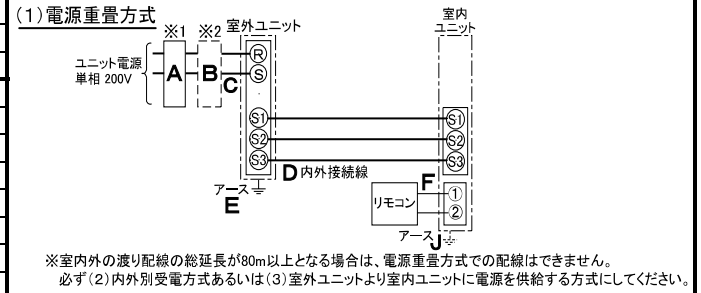 (1)電源重畳方式
※1 ※2 室外ユニット
室内
ユニット
ユニット電源
単相 200V
A
B
C
R
S
S1
S2
S3
S1
S2
S3
D 内外接続線
アース
E
リモコン
F
①
②
アース J
※室内外の渡り配線の総延長が80m以上となる場合は、電源重畳方式での配線はできません。
必ず(2)内外別受電方式あるいは(3)室外ユニットより室内ユニットに電源を供給する方式にしてください。